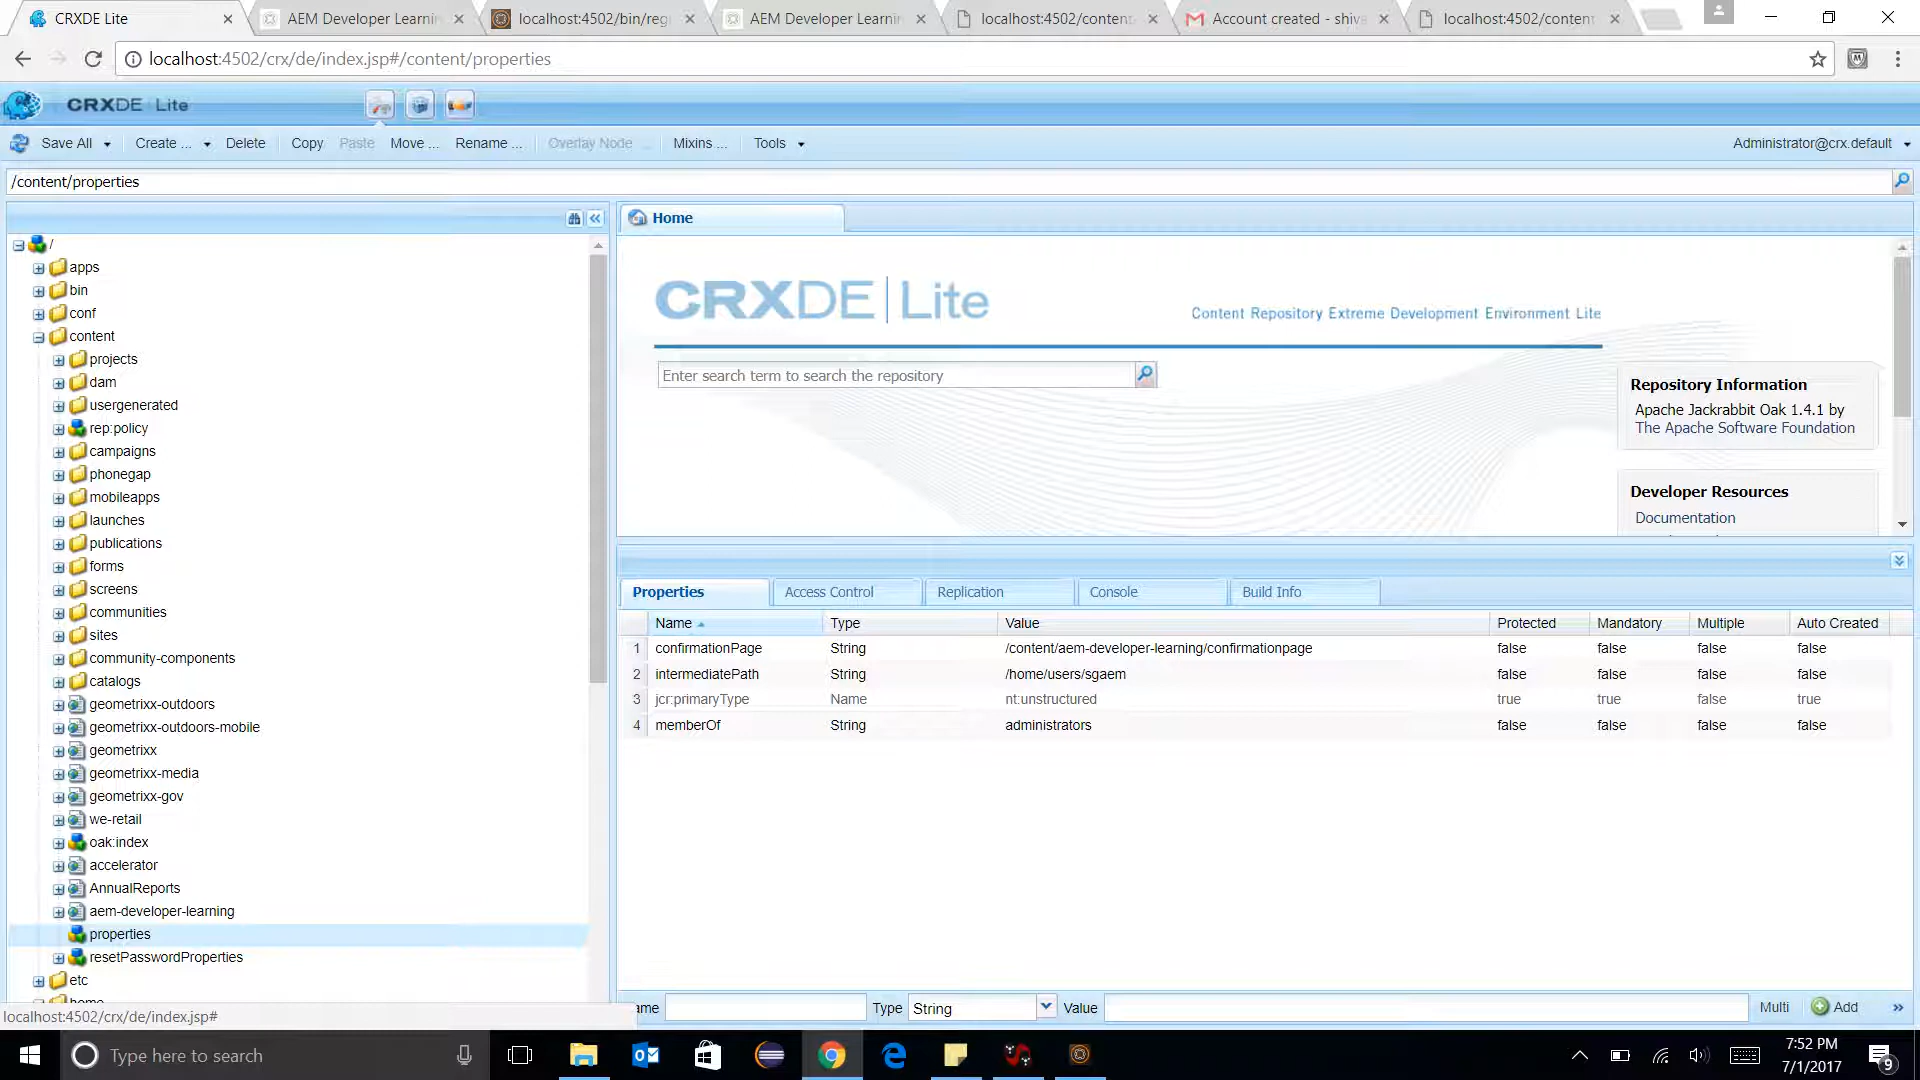 CRXDE Lite
AEM Developer Learnin
localhost:4502/bin/reg
AEM Developer Learnin
localhost:4502/content
Account created - shiv
localhost:4502/content
localhost:4502/crx/de/index.jsp#/content/properties
CRXDE Lite
Save All Create ... Delete Copy Paste Move ... Rename ... Overlay Node ... Mixins ... Tools Administrator@crx.default
/content/properties
/
apps
bin
conf
content
projects
dam
usergenerated
rep:policy
campaigns
phonegap
mobileapps
launches
publications
forms
screens
communities
sites
community-components
catalogs
geometrixx-outdoors
geometrixx-outdoors-mobile
geometrixx
geometrixx-media
geometrixx-gov
we-retail
oak:index
accelerator
AnnualReports
aem-developer-learning
properties
resetPasswordProperties
etc
home
localhost:4502/crx/de/index.jsp#
Home
CRXDE Lite
Content Repository Extreme Development Environment Lite
Enter search term to search the repository
Repository Information
Apache Jackrabbit Oak 1.4.1 by
The Apache Software Foundation
Developer Resources
Documentation
Properties Access Control Replication Console Build Info
Name Type Value Protected Mandatory Multiple Auto Created
1 confirmationPage String /content/aem-developer-learning/confirmationpage false false false false
2 intermediatePath String /home/users/sgaem false false false false
3 jcr:primaryType Name nt:unstructured true true false true
4 memberOf String administrators false false false false
ame Type String Value Multi Add »
Type here to search
7:52 PM
7/1/2017
9